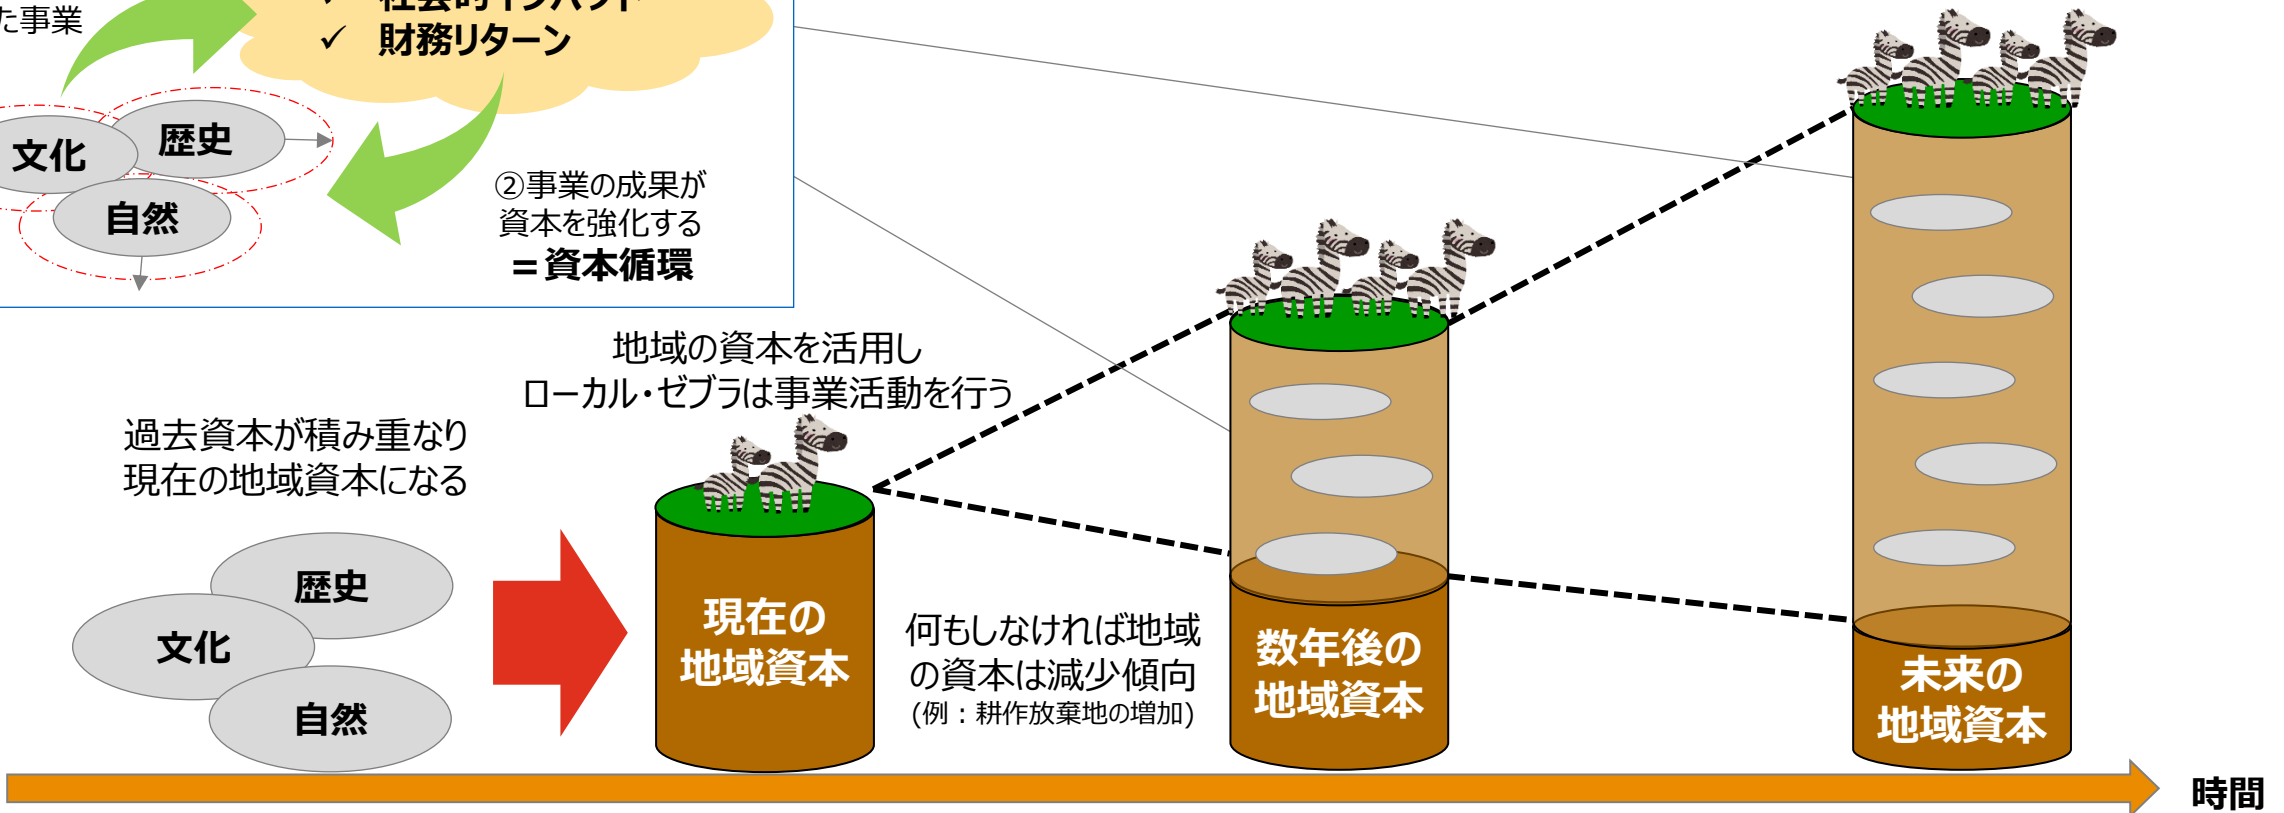 た事業
✓ 財務リターン
文化
歴史
自然
②事業の成果が
資本を強化する
=資本循環
地域の資本を活用し
ローカル・ゼブラは事業活動を行う
過去資本が積み重なり
現在の地域資本になる
歴史
文化
自然
現在の
地域資本
何もしなければ地域
の資本は減少傾向
(例：耕作放棄地の増加)
数年後の
地域資本
未来の
地域資本
時間